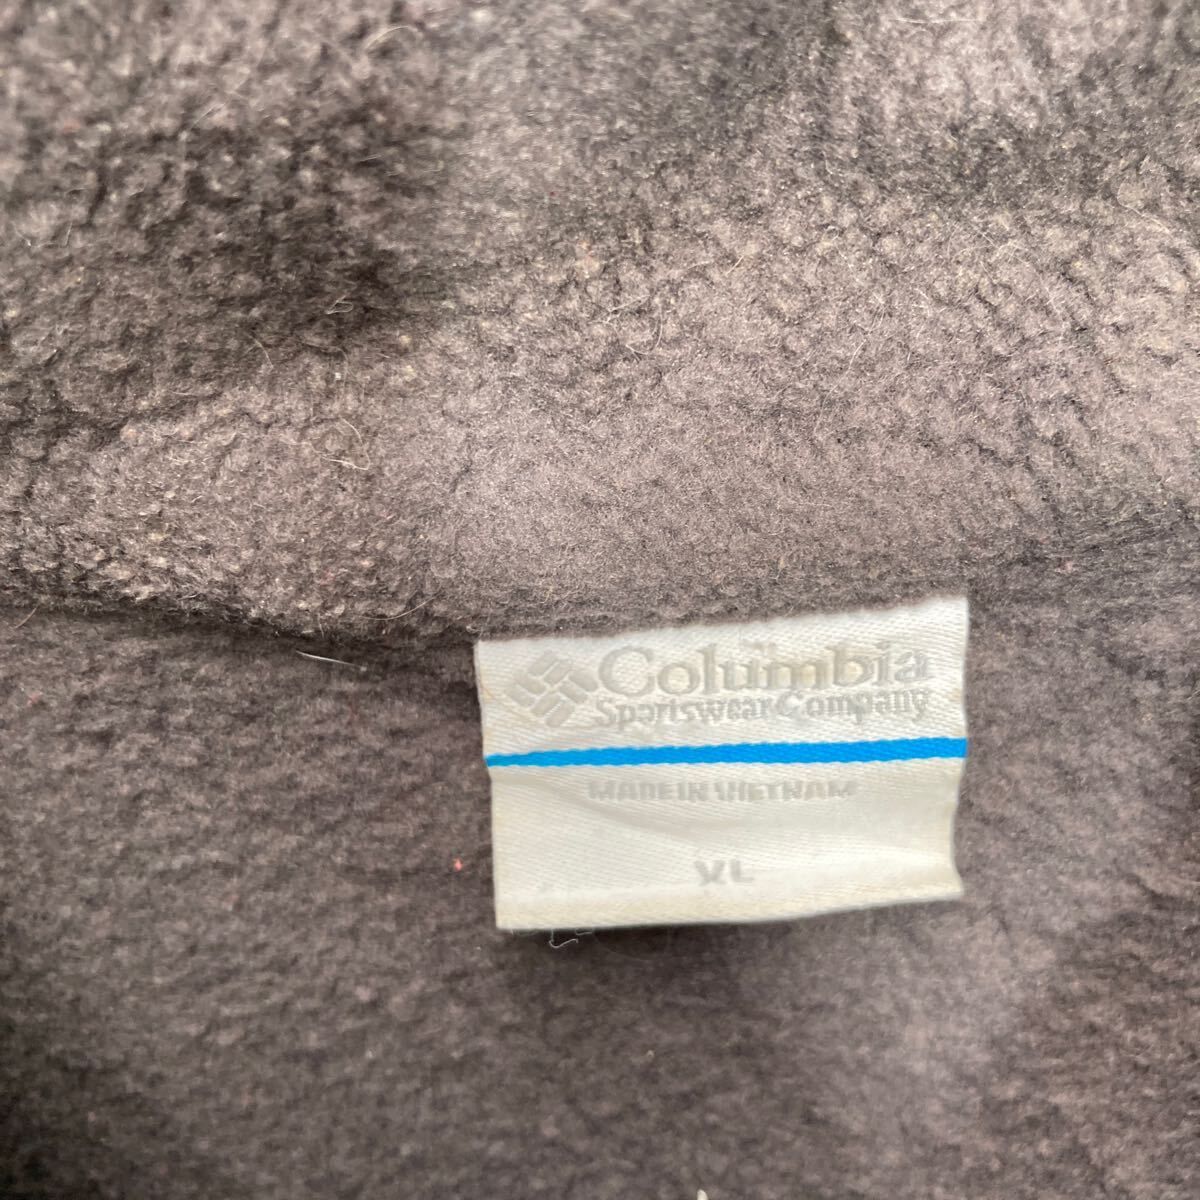 Columbia
Sportswear Company
MADE IN VIETNAM
XL